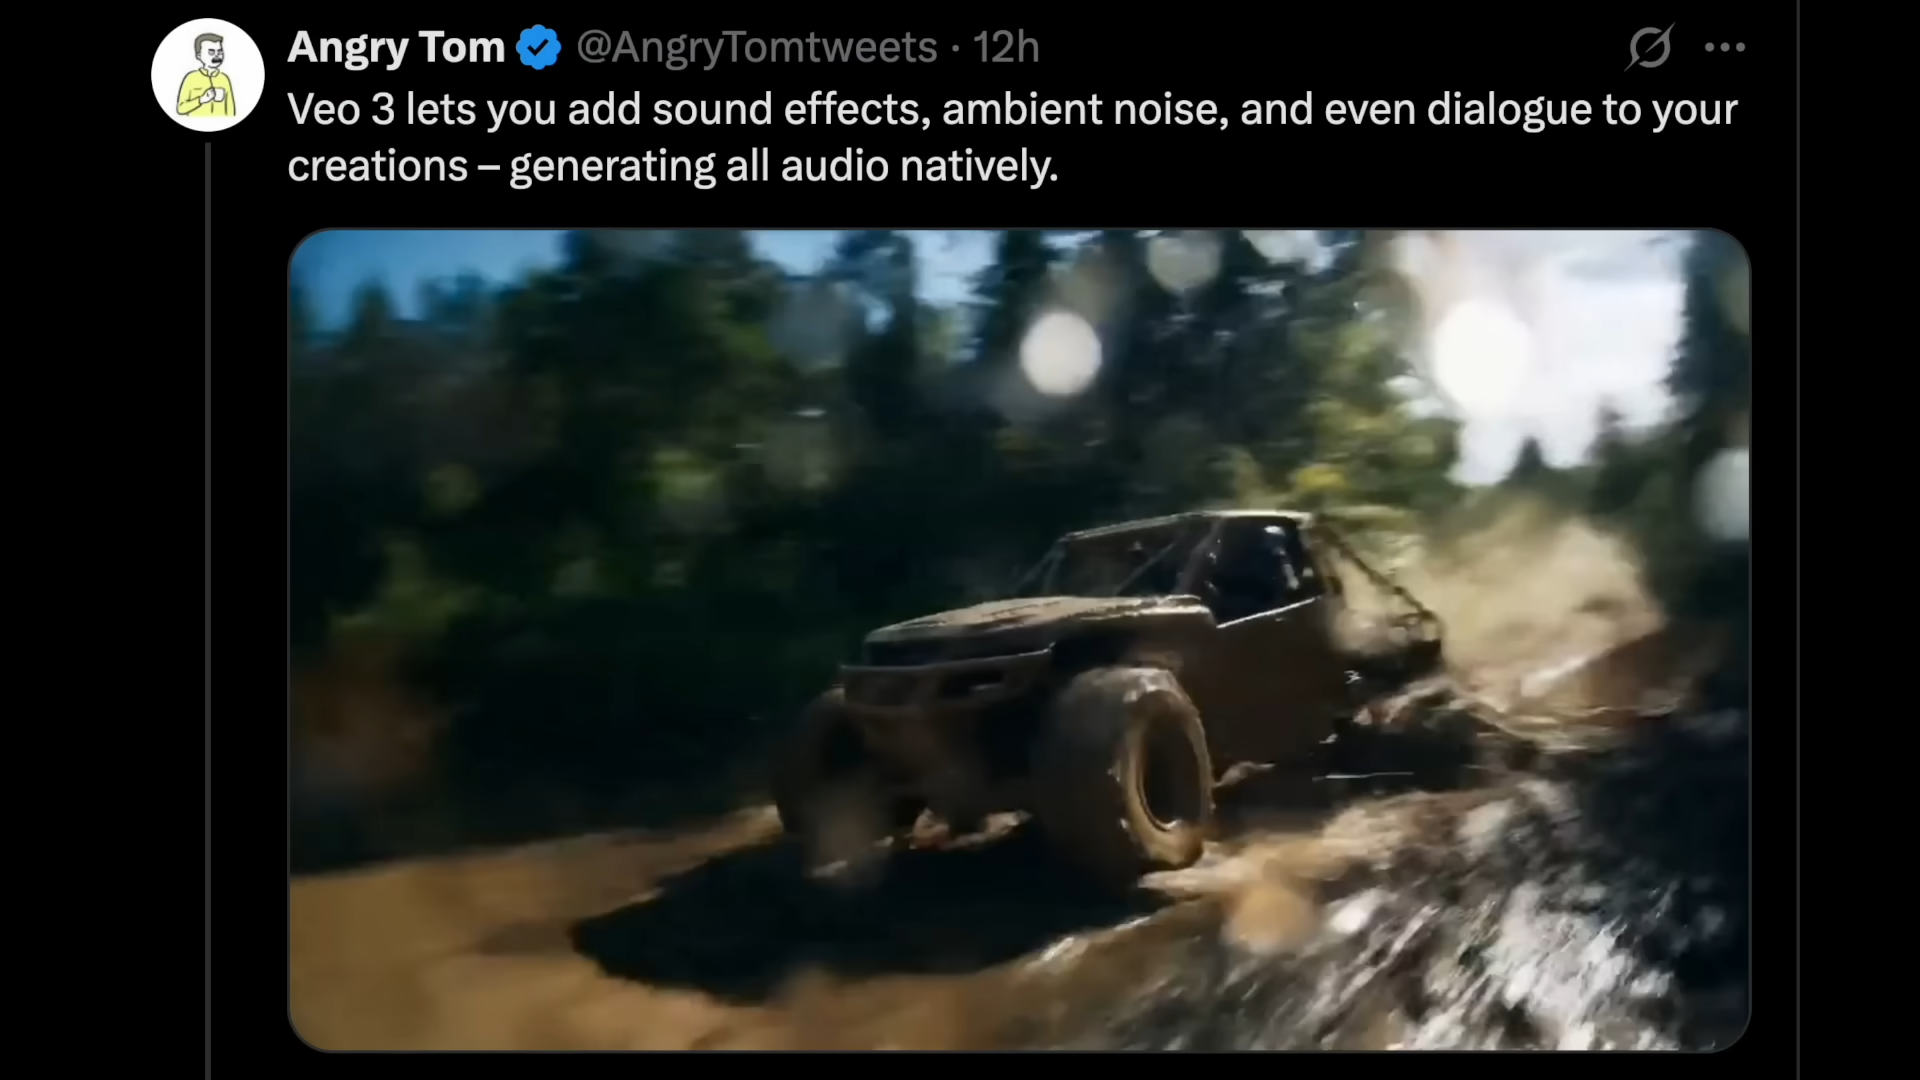 Angry Tom @AngryTomtweets · 12h
Veo 3 lets you add sound effects, ambient noise, and even dialogue to your
creations – generating all audio natively.